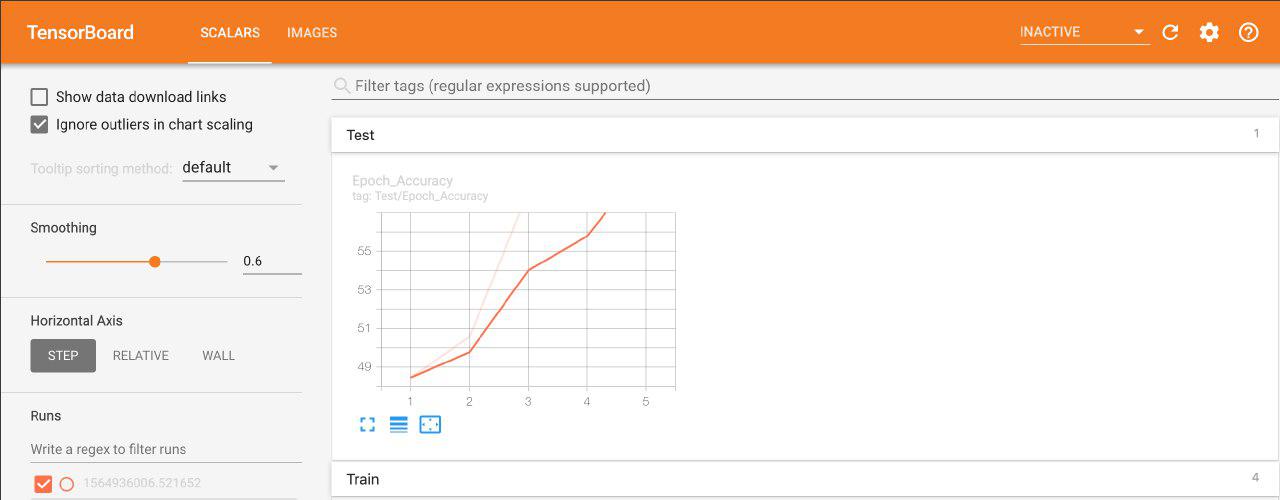 TensorBoard SCALARS IMAGES INACTIVE
Show data download links
Ignore outliers in chart scaling
Tooltip sorting method: default
Smoothing
0.6
Horizontal Axis
STEP RELATIVE WALL
Runs
Write a regex to filter runs
1564936006.521652
Filter tags (regular expressions supported)
Test 1
Epoch_Accuracy
tag: Test/Epoch_Accuracy
55
53
51
49
1 2 3 4 5
Train 4